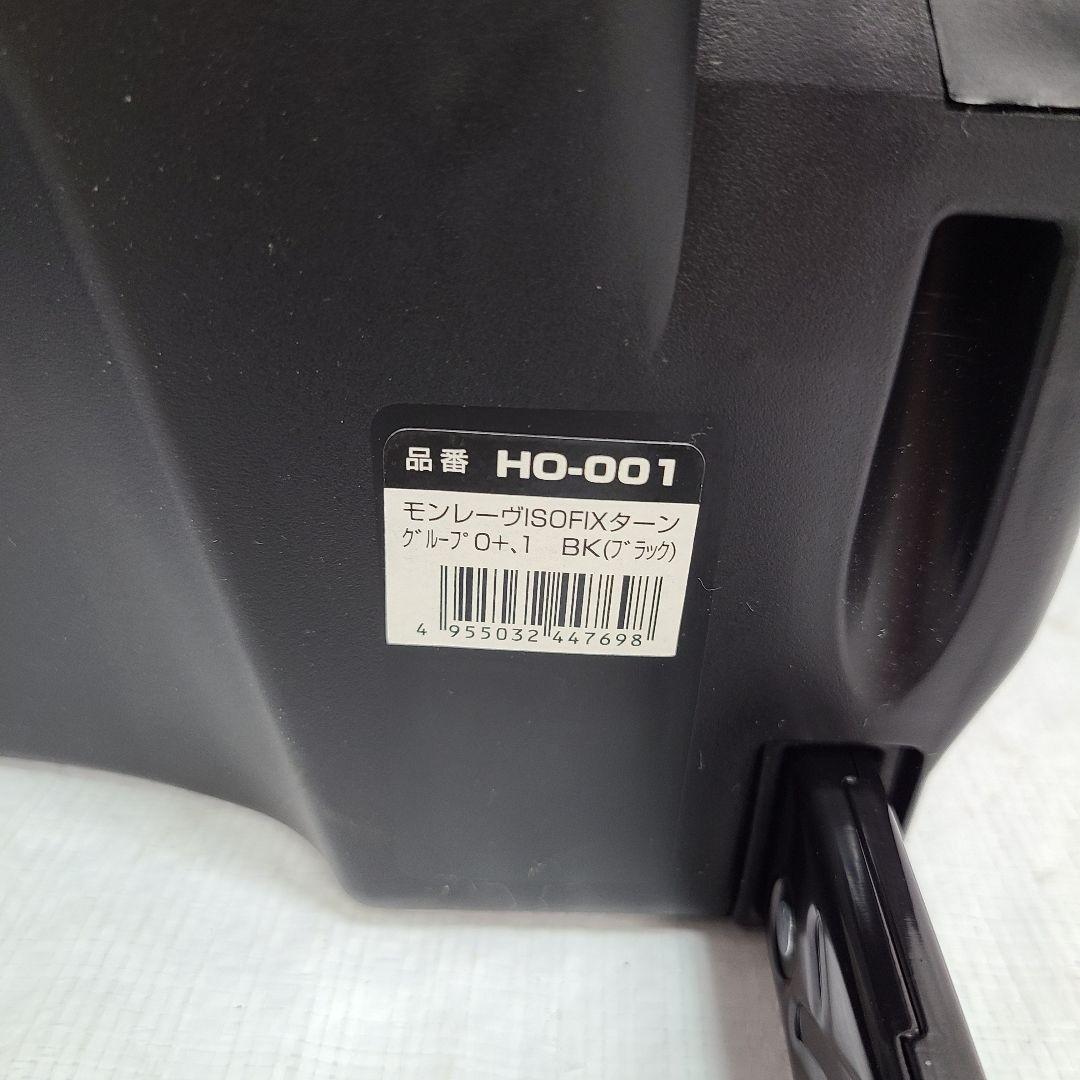 品番 HO-001
モンレーヴISOFIXターン
ｸﾞﾙｰﾌﾟ0+、1 BK(ﾌﾞﾗｯｸ)
4 955032 447698